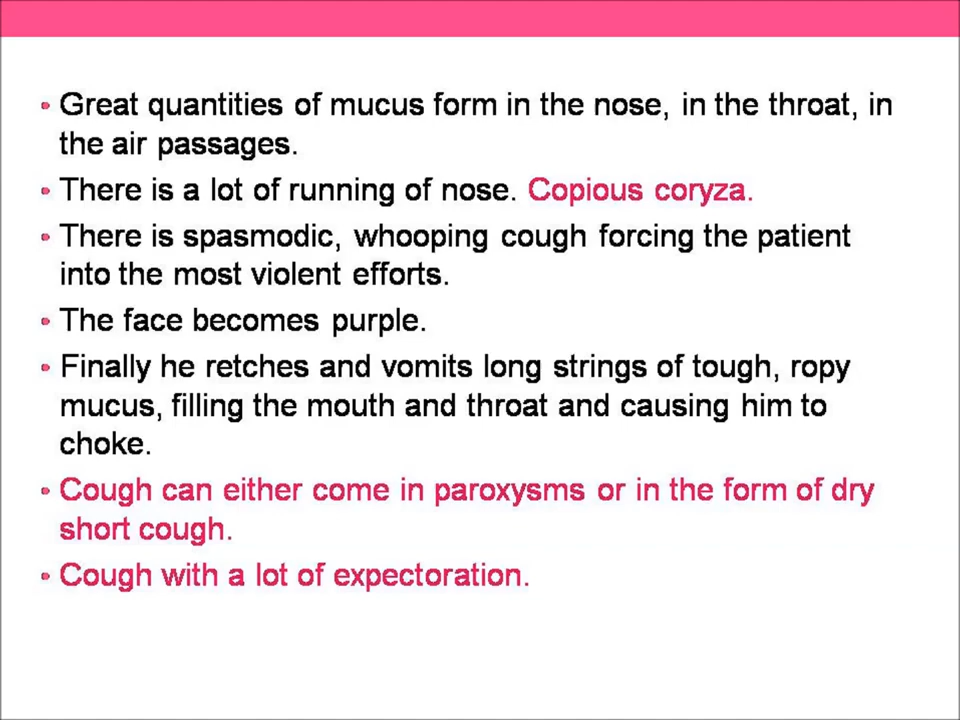 • Great quantities of mucus form in the nose, in the throat, in
the air passages.
• There is a lot of running of nose. Copious coryza.
• There is spasmodic, whooping cough forcing the patient
into the most violent efforts.
• The face becomes purple.
• Finally he retches and vomits long strings of tough, ropy
mucus, filling the mouth and throat and causing him to
choke.
• Cough can either come in paroxysms or in the form of dry
short cough.
• Cough with a lot of expectoration.